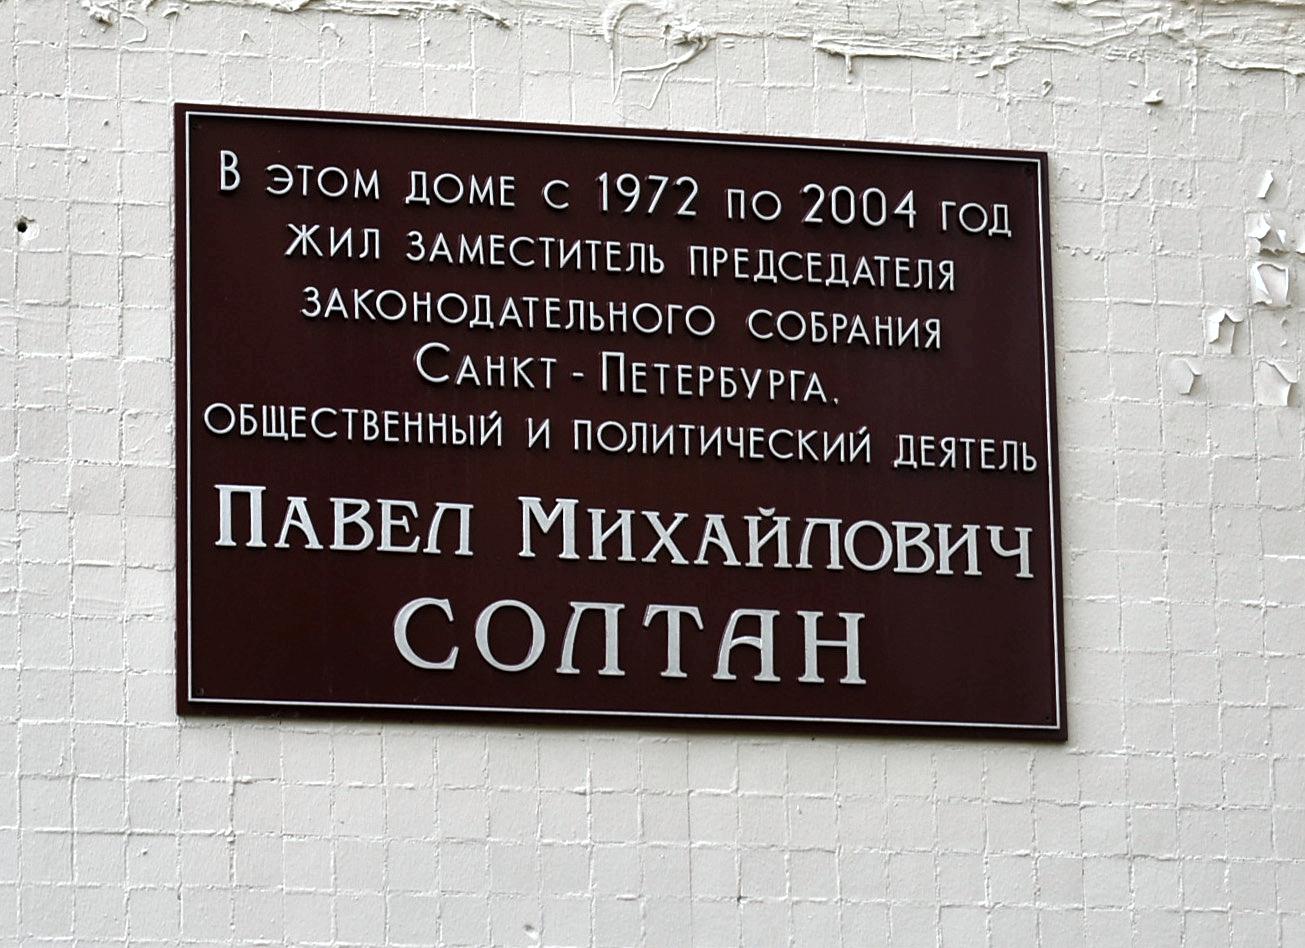 В ЭТОМ ДОМЕ С 1972 ПО 2004 ГОД
ЖИЛ ЗАМЕСТИТЕЛЬ ПРЕДСЕДАТЕЛЯ
ЗАКОНОДАТЕЛЬНОГО СОБРАНИЯ
САНКТ - ПЕТЕРБУРГА,
ОБЩЕСТВЕННЫЙ И ПОЛИТИЧЕСКИЙ ДЕЯТЕЛЬ
ПАВЕЛ МИХАЙЛОВИЧ
СОЛТАН